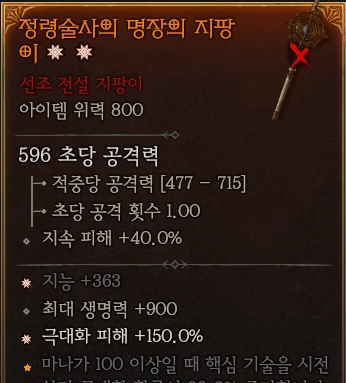 정령술사의 명장의 지팡
이
선조 전설 지팡이
아이템 위력 800
596 초당 공격력
적중당 공격력 [477 - 715]
초당 공격 횟수 1.00
지속 피해 +40.0%
지능 +363
최대 생명력 +900
극대화 피해 +150.0%
마나가 100 이상일 때 핵심 기술을 시전